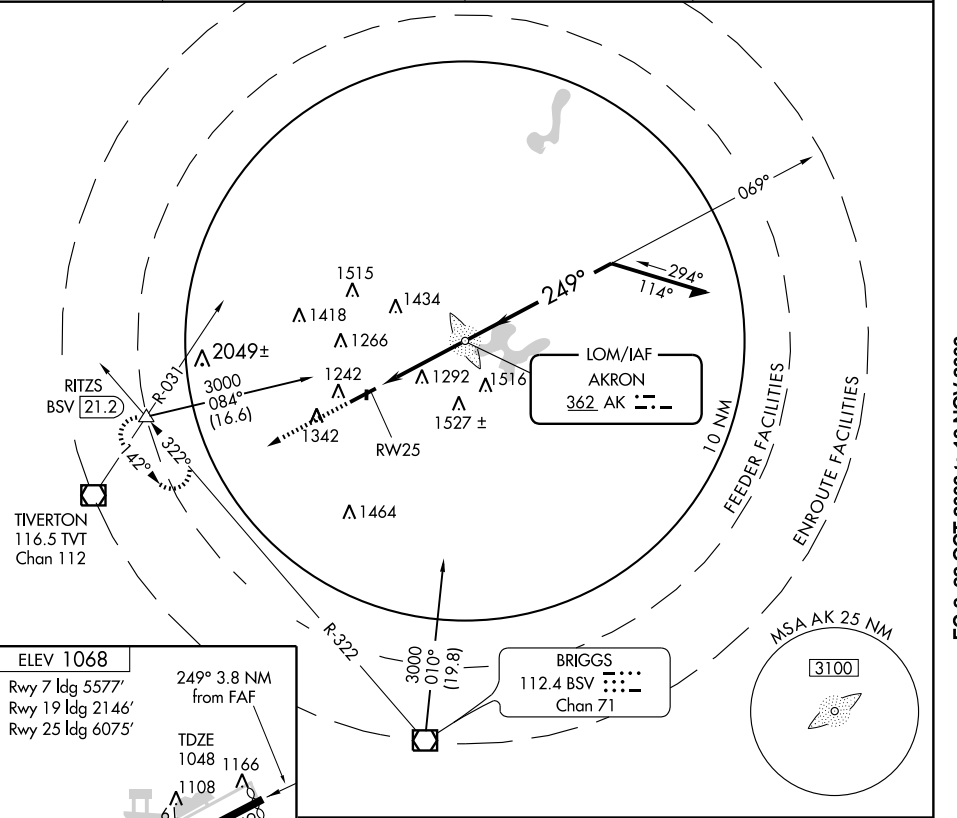 069°
294°
114°
249°
1515
1434
1418
1266
2049±
R-031
3000
084°
(16.6)
1242
1292
1516
1527 ±
1342
RW25
RITZS
BSV 21.2
322°
142°
TIVERTON
116.5 TVT
Chan 112
LOM/IAF
AKRON
362 AK
10 NM
FEEDER FACILITIES
ENROUTE FACILITIES
1464
R-322
3000
010°
(19.8)
BRIGGS
112.4 BSV
Chan 71
MSA AK 25 NM
3100
ELEV 1068
Rwy 7 ldg 5577'
Rwy 19 ldg 2146'
Rwy 25 ldg 6075'
249° 3.8 NM
from FAF
TDZE
1048
1166
1108